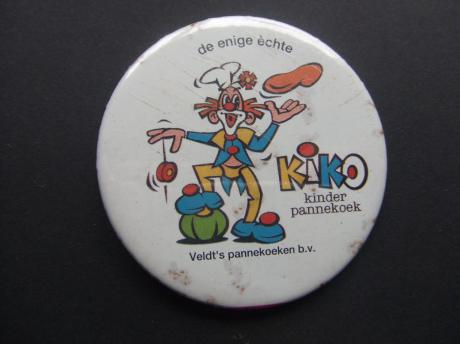 de enige èchte
KiKO
kinder
pannekoek
Veldt's pannekoeken b.v.